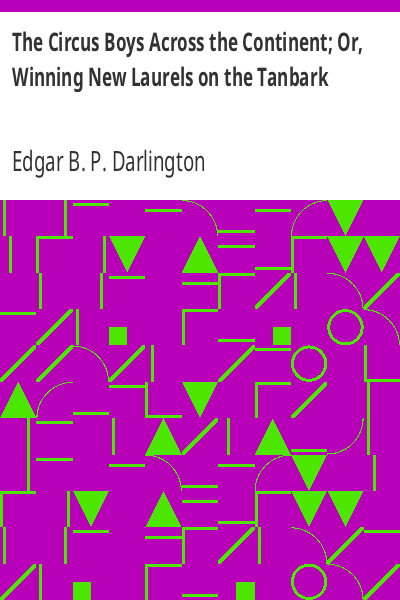 The Circus Boys Across the Continent; Or,
Winning New Laurels on the Tanbark
Edgar B. P. Darlington